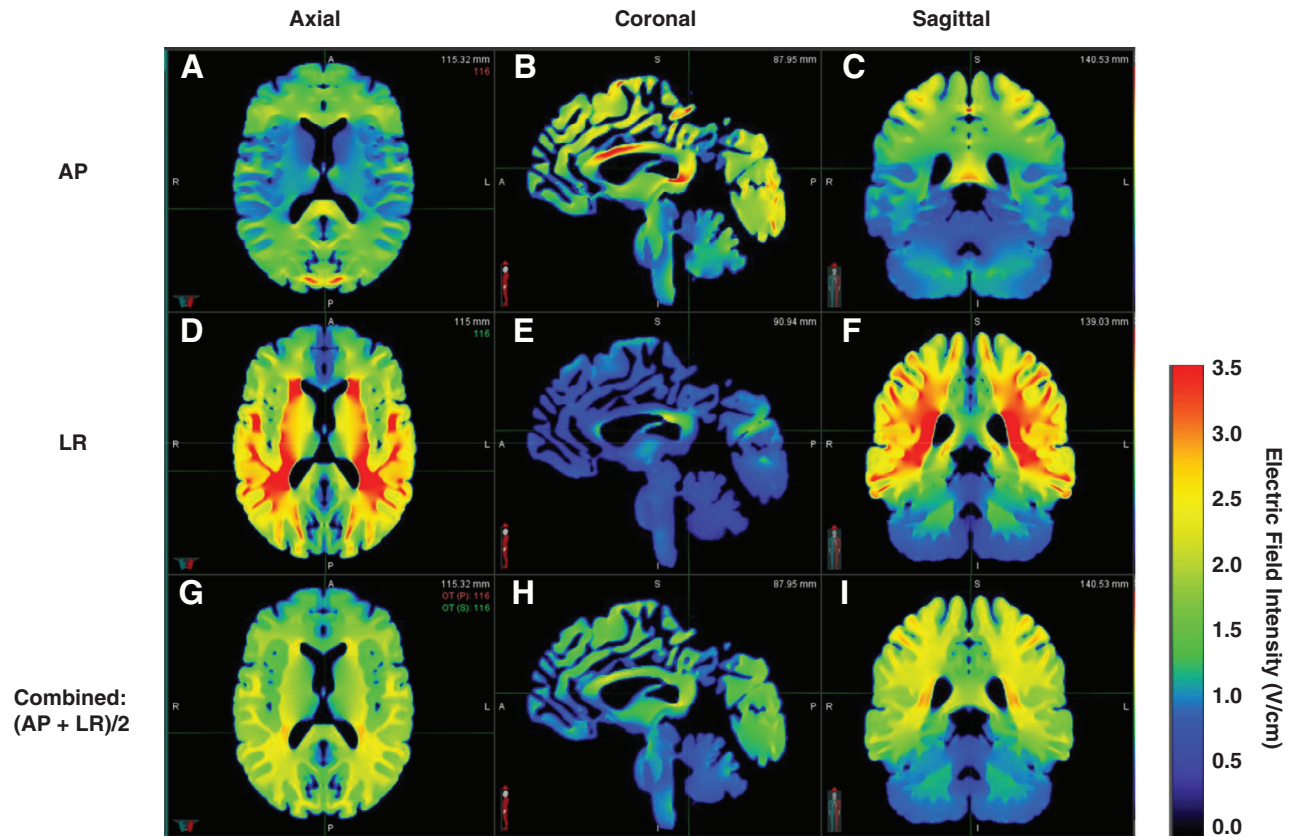 Axial Coronal Sagittal
AP
A A 115.32 mm
116
R L
P
B S 87.95 mm
A P
I
C S 140.53 mm
R L
I
LR
D A 115 mm
116
R L
P
E S 90.94 mm
A P
I
F S 139.03 mm
R L
I
Combined:
(AP + LR)/2
G A 115.32 mm
OT (P): 116
OT (S): 116
R L
P
H S 87.95 mm
A P
I
I S 140.53 mm
R L
I
3.5
3.0
2.5
2.0
1.5
1.0
0.5
0.0
Electric Field Intensity (V/cm)